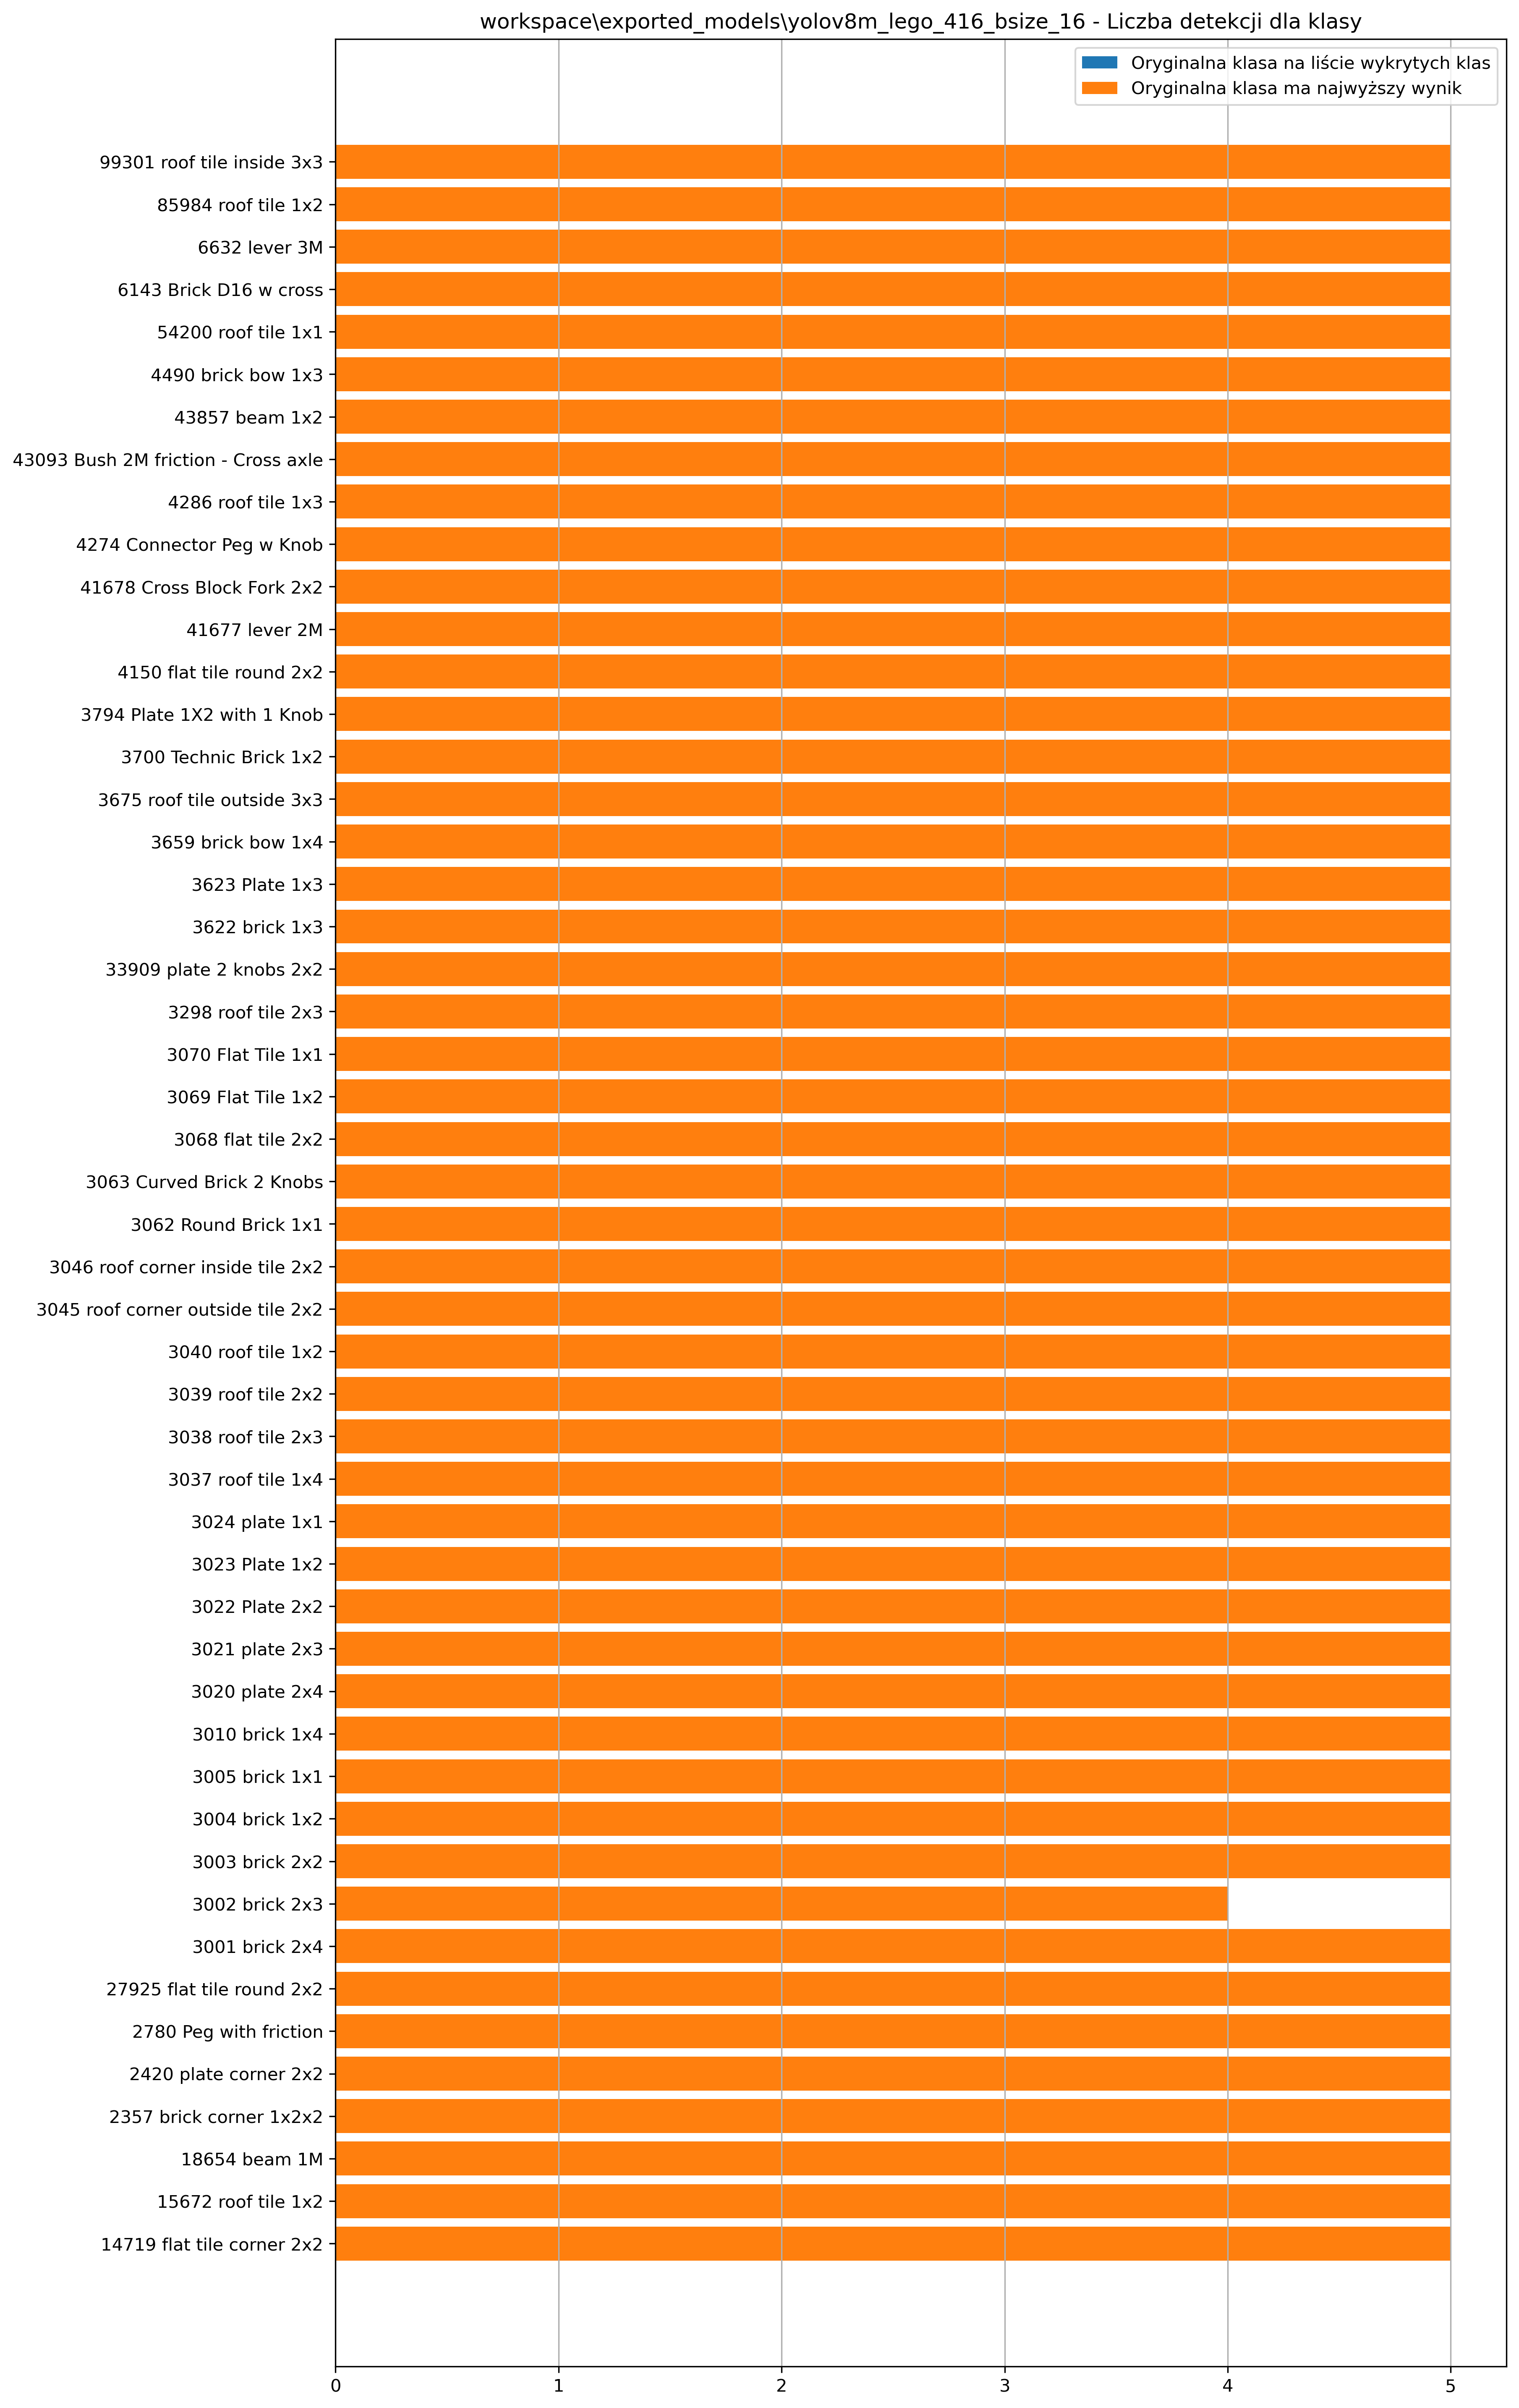 workspace\exported_models\yolov8m_lego_416_bsize_16 - Liczba detekcji dla klasy
Oryginalna klasa na liście wykrytych klas
Oryginalna klasa ma najwyższy wynik
99301 roof tile inside 3x3
85984 roof tile 1x2
6632 lever 3M
6143 Brick D16 w cross
54200 roof tile 1x1
4490 brick bow 1x3
43857 beam 1x2
43093 Bush 2M friction - Cross axle
4286 roof tile 1x3
4274 Connector Peg w Knob
41678 Cross Block Fork 2x2
41677 lever 2M
4150 flat tile round 2x2
3794 Plate 1X2 with 1 Knob
3700 Technic Brick 1x2
3675 roof tile outside 3x3
3659 brick bow 1x4
3623 Plate 1x3
3622 brick 1x3
33909 plate 2 knobs 2x2
3298 roof tile 2x3
3070 Flat Tile 1x1
3069 Flat Tile 1x2
3068 flat tile 2x2
3063 Curved Brick 2 Knobs
3062 Round Brick 1x1
3046 roof corner inside tile 2x2
3045 roof corner outside tile 2x2
3040 roof tile 1x2
3039 roof tile 2x2
3038 roof tile 2x3
3037 roof tile 1x4
3024 plate 1x1
3023 Plate 1x2
3022 Plate 2x2
3021 plate 2x3
3020 plate 2x4
3010 brick 1x4
3005 brick 1x1
3004 brick 1x2
3003 brick 2x2
3002 brick 2x3
3001 brick 2x4
27925 flat tile round 2x2
2780 Peg with friction
2420 plate corner 2x2
2357 brick corner 1x2x2
18654 beam 1M
15672 roof tile 1x2
14719 flat tile corner 2x2
0 1 2 3 4 5